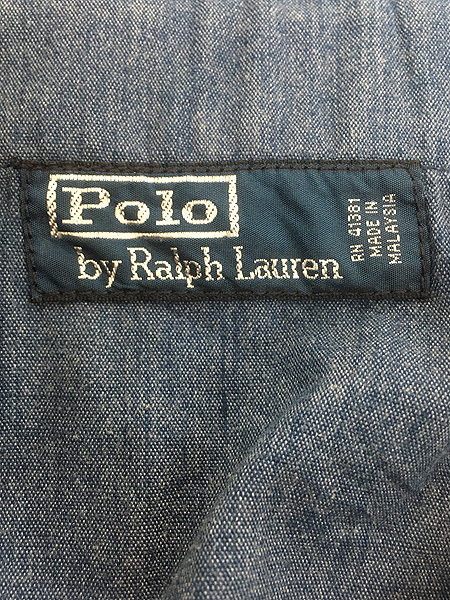 Polo
by Ralph Lauren
RN 41381
MADE IN
MALAYSIA